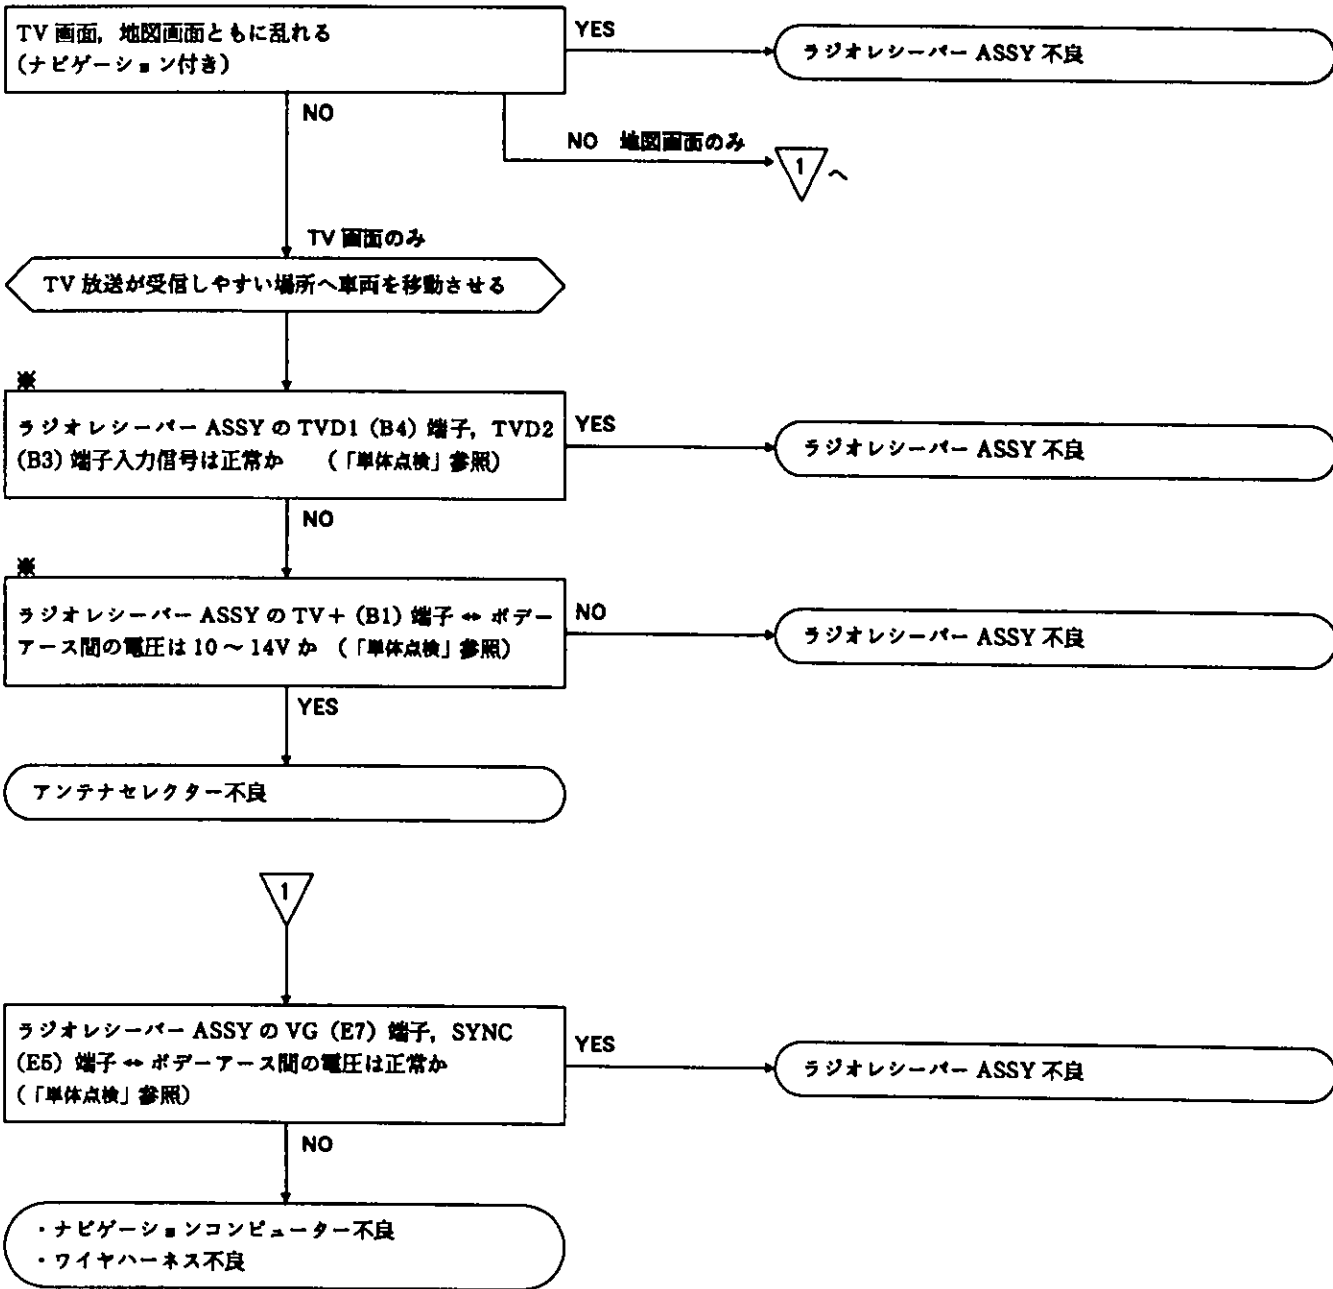 TV 画面，地図画面ともに乱れる
（ナビゲーション付き）
YES
ラジオレシーバー ASSY 不良
NO
NO 地図画面のみ
1 へ
TV 画面のみ
TV 放送が受信しやすい場所へ車両を移動させる
※
ラジオレシーバー ASSY の TVD1（B4）端子，TVD2
（B3）端子入力信号は正常か （「単体点検」参照）
YES
ラジオレシーバー ASSY 不良
NO
※
ラジオレシーバー ASSY の TV＋（B1）端子 ↔ ボデー
アース間の電圧は 10 ～ 14V か （「単体点検」参照）
NO
ラジオレシーバー ASSY 不良
YES
アンテナセレクター不良
1
ラジオレシーバー ASSY の VG（E7）端子，SYNC
（E5）端子 ↔ ボデーアース間の電圧は正常か
（「単体点検」参照）
YES
ラジオレシーバー ASSY 不良
NO
・ナビゲーションコンピューター不良
・ワイヤハーネス不良